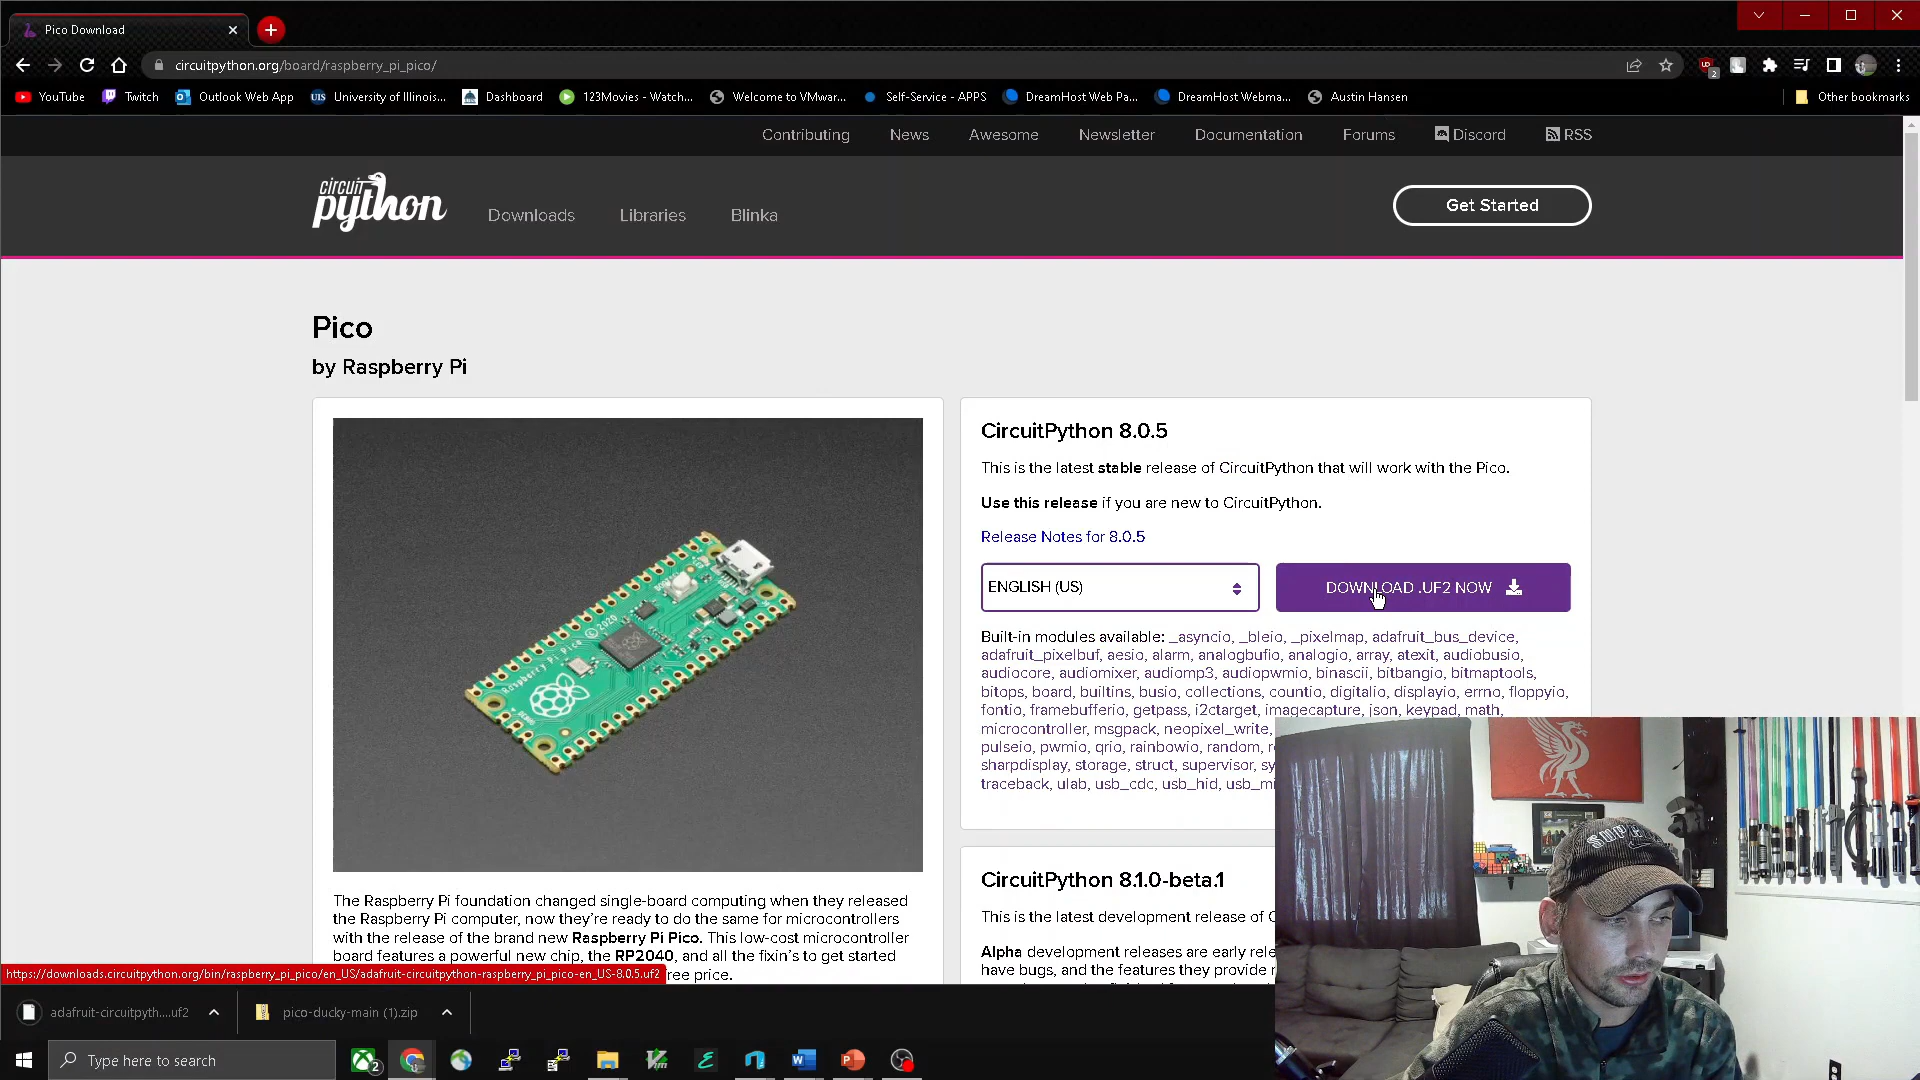 Pico Download
circuitpython.org/board/raspberry_pi_pico/
2
YouTube
Twitch
Outlook Web App
UIS University of Illinois...
Dashboard
123Movies - Watch...
Welcome to VMwar...
Self-Service - APPS
DreamHost Web Pa...
DreamHost Webma...
Austin Hansen
Other bookmarks
Contributing
News
Awesome
Newsletter
Documentation
Forums
Discord
RSS
circuit
python
Downloads
Libraries
Blinka
Get Started
Pico
by Raspberry Pi
Raspberry Pi Pico © 2020
The Raspberry Pi foundation changed single-board computing when they released
the Raspberry Pi computer, now they're ready to do the same for microcontrollers
with the release of the brand new Raspberry Pi Pico. This low-cost microcontroller
board features a powerful new chip, the RP2040, and all the fixin's to get started
ree price.
CircuitPython 8.0.5
This is the latest stable release of CircuitPython that will work with the Pico.
Use this release if you are new to CircuitPython.
Release Notes for 8.0.5
ENGLISH (US)
DOWNLOAD .UF2 NOW
Built-in modules available: _asyncio, _bleio, _pixelmap, adafruit_bus_device,
adafruit_pixelbuf, aesio, alarm, analogbufio, analogio, array, atexit, audiobusio,
audiocore, audiomixer, audiomp3, audiopwmio, binascii, bitbangio, bitmaptools,
bitops, board, builtins, busio, collections, countio, digitalio, displayio, errno, floppyio,
fontio, framebufferio, getpass, i2ctarget, imagecapture, json, keypad, math,
microcontroller, msgpack, neopixel_write,
pulseio, pwmio, qrio, rainbowio, random, r
sharpdisplay, storage, struct, supervisor, sy
traceback, ulab, usb_cdc, usb_hid, usb_mi
CircuitPython 8.1.0-beta.1
This is the latest development release of C
Alpha development releases are early rele
have bugs, and the features they provide r
https://downloads.circuitpython.org/bin/raspberry_pi_pico/en_US/adafruit-circuitpython-raspberry_pi_pico-en_US-8.0.5.uf2
adafruit-circuitpyth....uf2
pico-ducky-main (1).zip
Type here to search
2